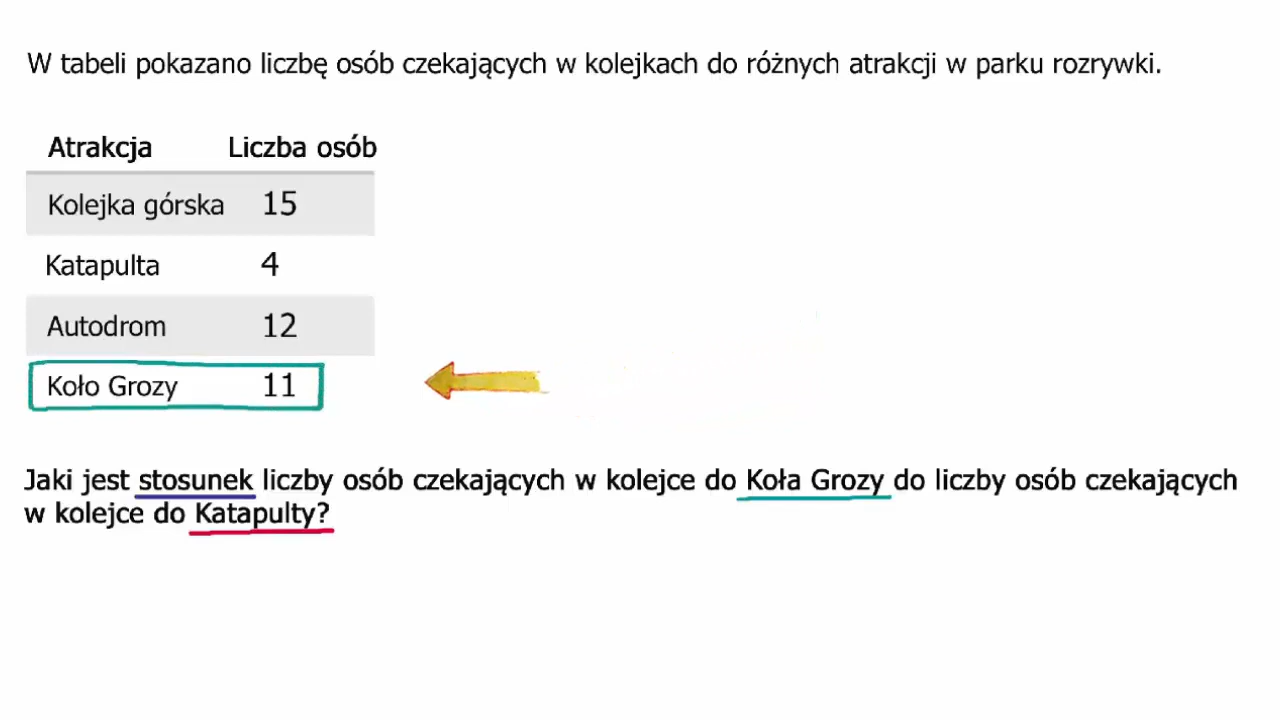 W tabeli pokazano liczbę osób czekających w kolejkach do różnych atrakcji w parku rozrywki.
Atrakcja Liczba osób
Kolejka górska 15
Katapulta 4
Autodrom 12
Koło Grozy 11
Jaki jest stosunek liczby osób czekających w kolejce do Koła Grozy do liczby osób czekających
w kolejce do Katapulty?